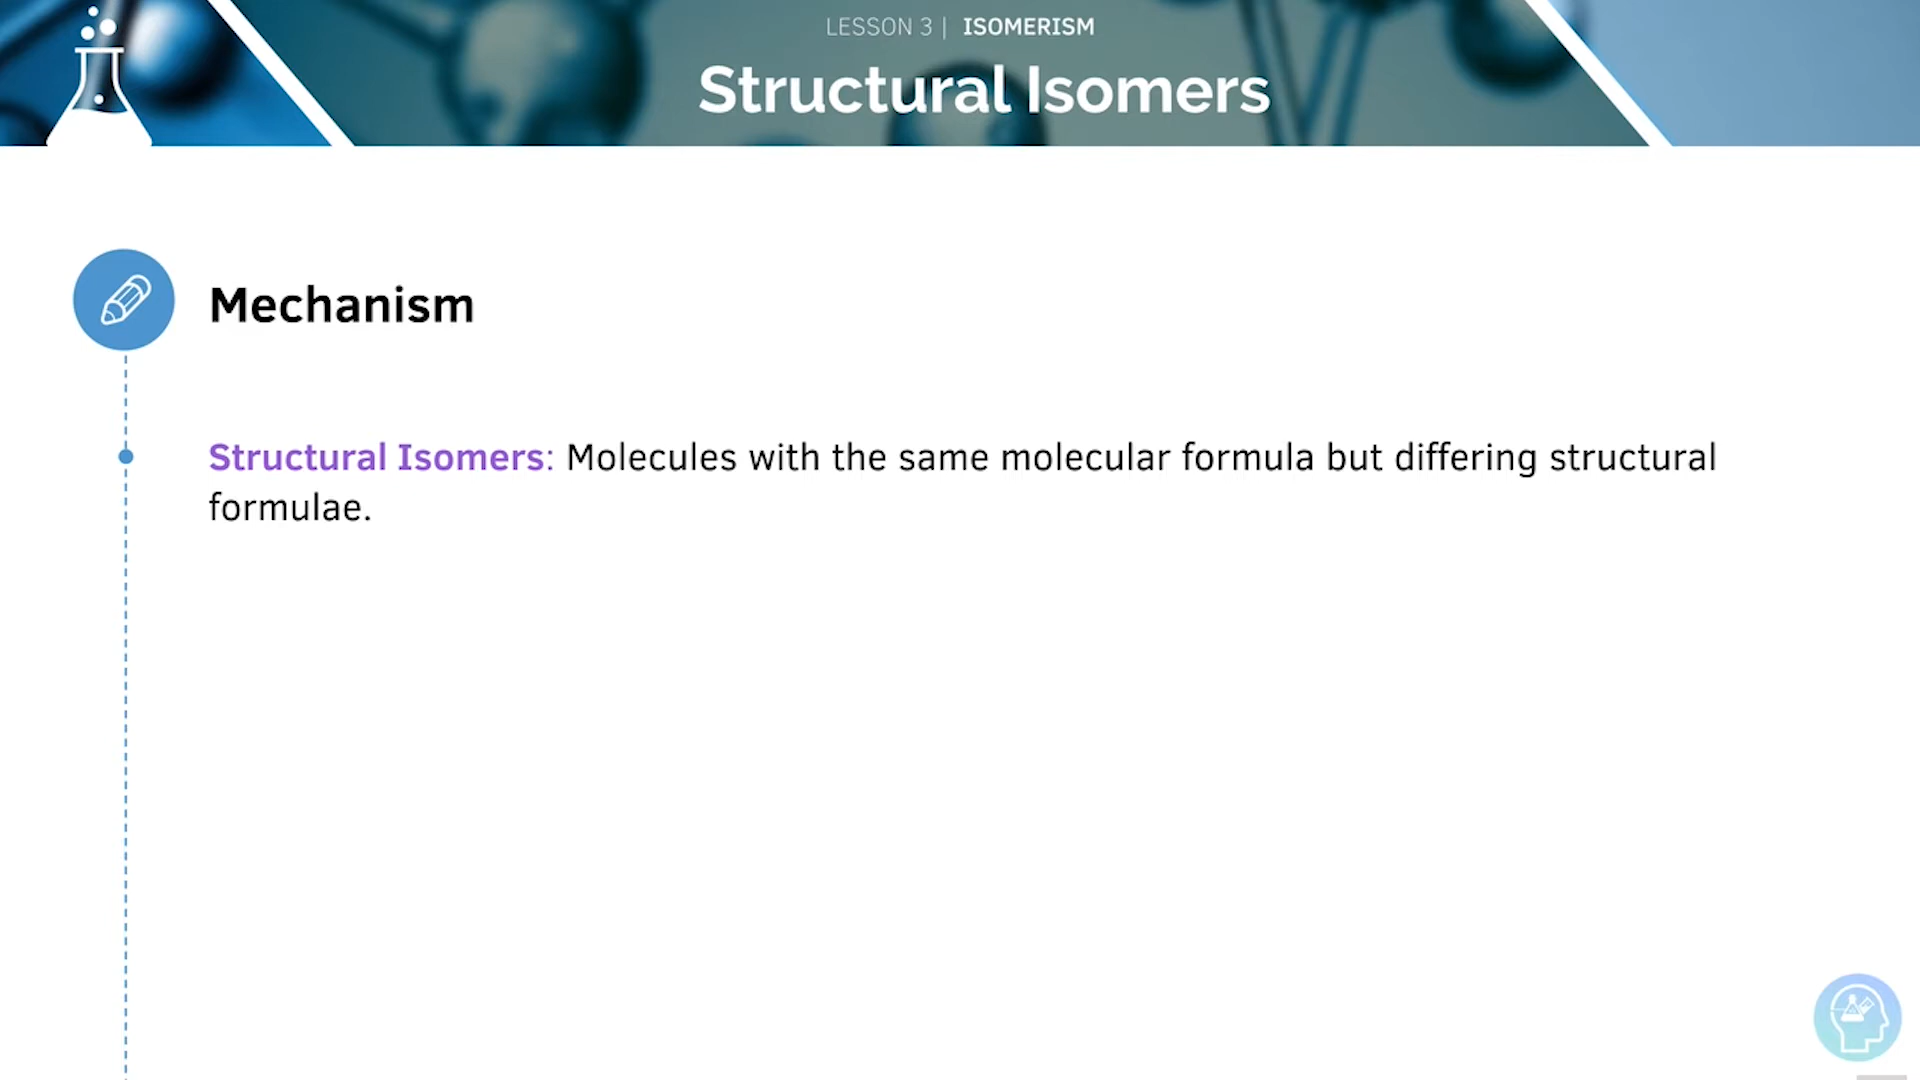 LESSON 3 | ISOMERISM
Structural Isomers
Mechanism
Structural Isomers: Molecules with the same molecular formula but differing structural
formulae.